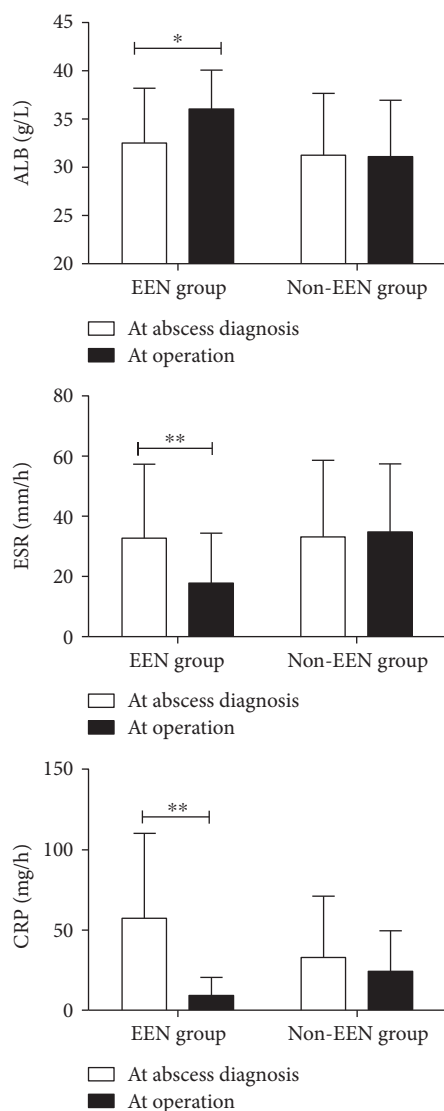 45
40
35
30
25
20
ALB (g/L)
*
EEN group
Non-EEN group
At abscess diagnosis
At operation
80
60
40
20
0
ESR (mm/h)
**
EEN group
Non-EEN group
At abscess diagnosis
At operation
150
100
50
0
CRP (mg/h)
**
EEN group
Non-EEN group
At abscess diagnosis
At operation